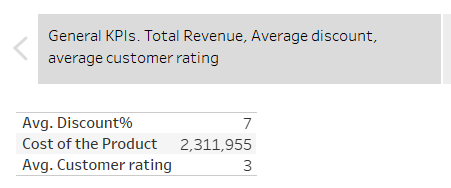 General KPIs. Total Revenue, Average discount,
average customer rating
Avg. Discount% 7
Cost of the Product 2,311,955
Avg. Customer rating 3